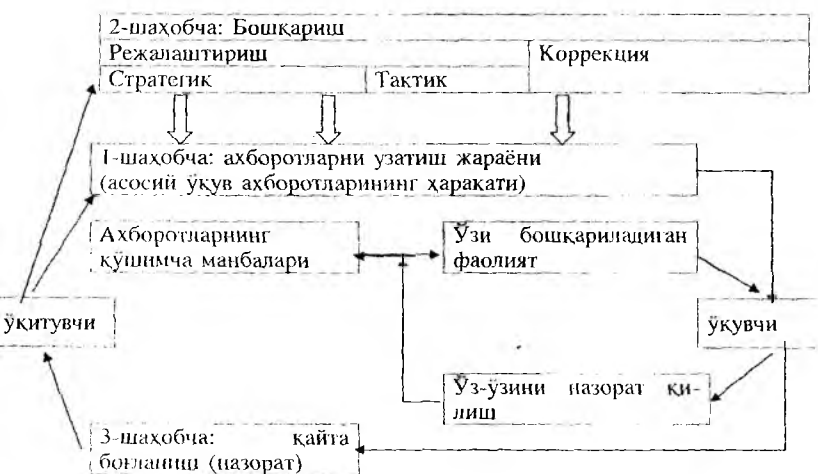 2-шаҳобча: Бошқариш
Режалаштириш
Коррекция
Стратегик
Тактик
1-шаҳобча: ахборотларни узатиш жараёни
(асосий ўқув ахборотларининг ҳаракати)
Ахборотларнинг
қўшимча манбалари
Ўзи бошқариладиган
фаолият
ўқитувчи
ўқувчи
Ўз-ўзини назорат қи-
лиш
3-шаҳобча: қайта
боғланиш (назорат)